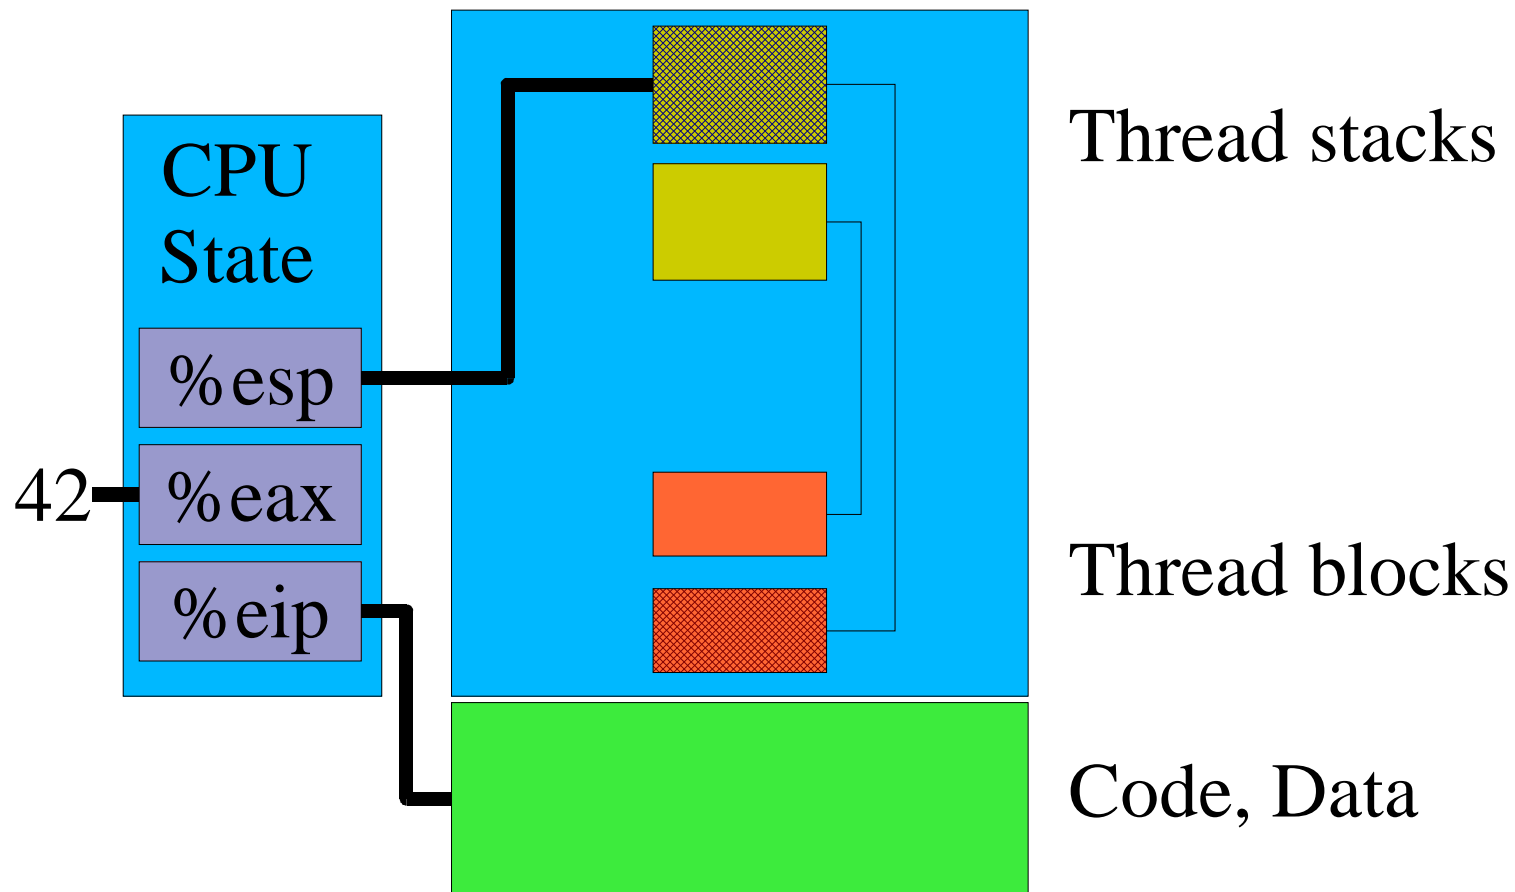 CPU
State
%esp
42
%eax
%eip
Thread stacks
Thread blocks
Code, Data